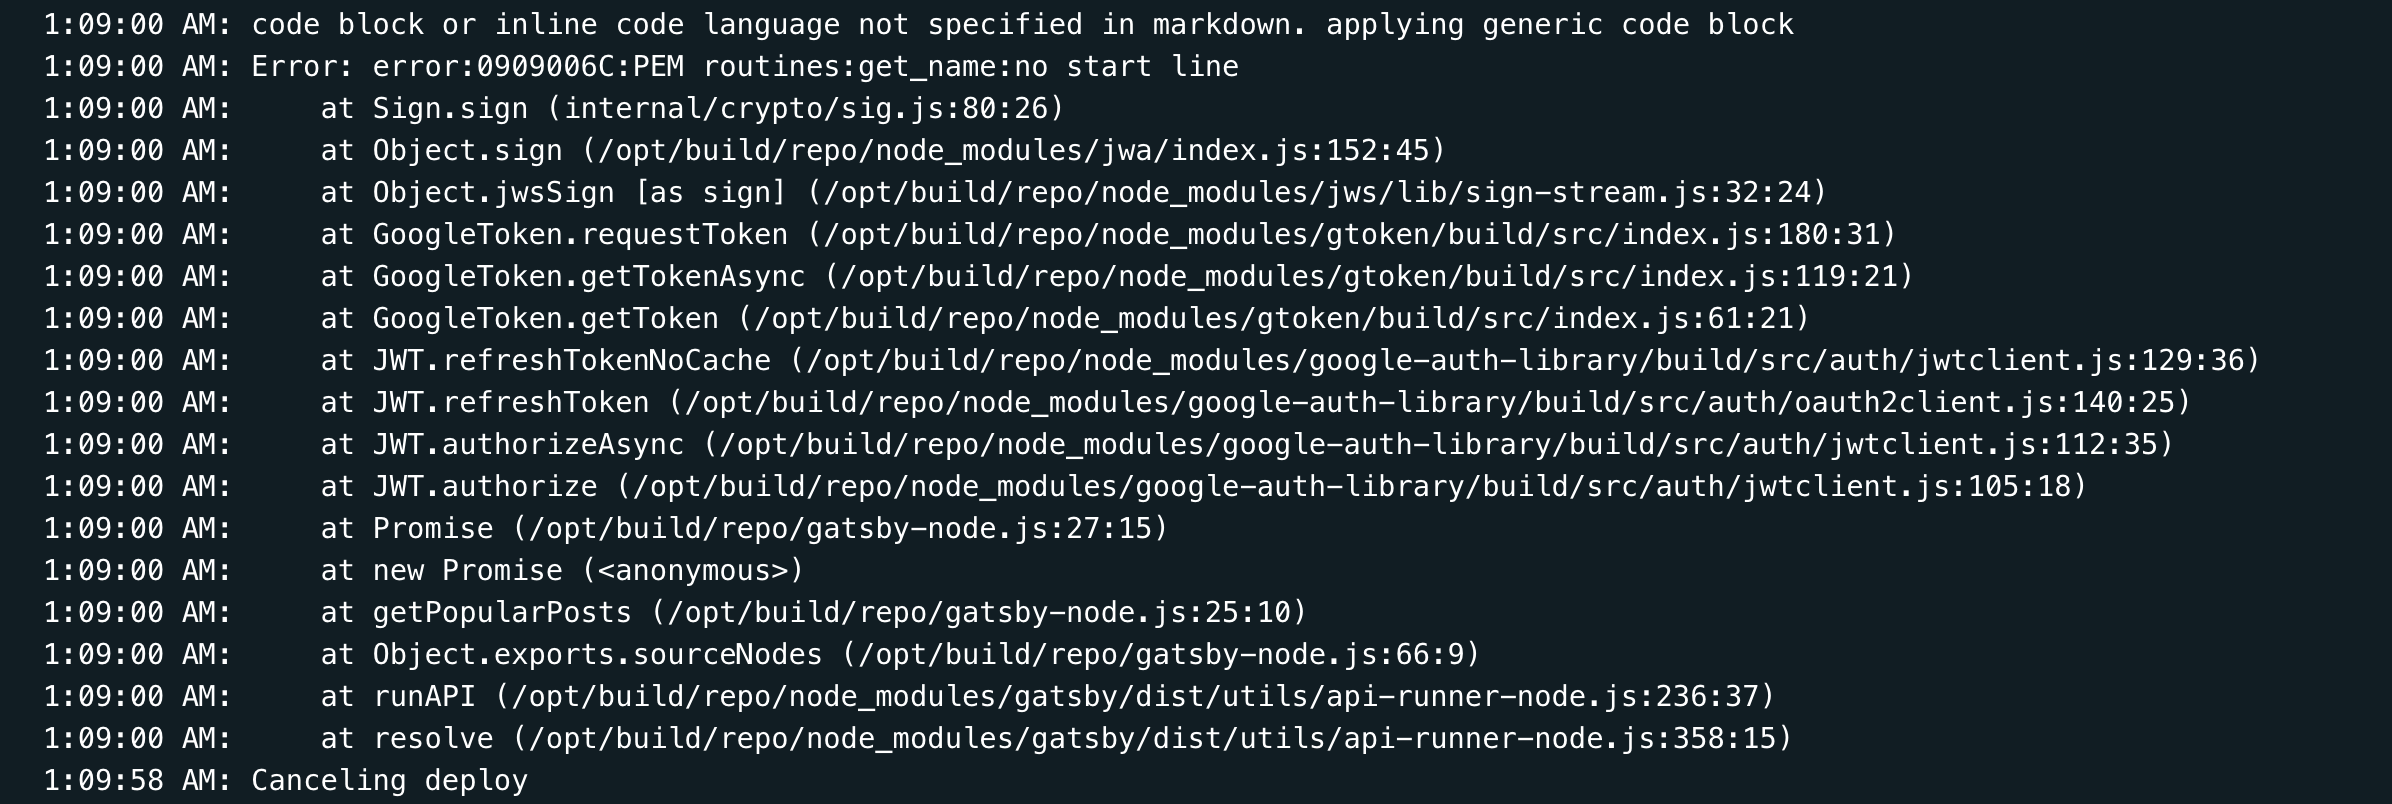 1:09:00 AM: code block or inline code language not specified in markdown. applying generic code block
1:09:00 AM: Error: error:0909006C:PEM routines:get_name:no start line
1:09:00 AM:     at Sign.sign (internal/crypto/sig.js:80:26)
1:09:00 AM:     at Object.sign (/opt/build/repo/node_modules/jwa/index.js:152:45)
1:09:00 AM:     at Object.jwsSign [as sign] (/opt/build/repo/node_modules/jws/lib/sign-stream.js:32:24)
1:09:00 AM:     at GoogleToken.requestToken (/opt/build/repo/node_modules/gtoken/build/src/index.js:180:31)
1:09:00 AM:     at GoogleToken.getTokenAsync (/opt/build/repo/node_modules/gtoken/build/src/index.js:119:21)
1:09:00 AM:     at GoogleToken.getToken (/opt/build/repo/node_modules/gtoken/build/src/index.js:61:21)
1:09:00 AM:     at JWT.refreshTokenNoCache (/opt/build/repo/node_modules/google-auth-library/build/src/auth/jwtclient.js:129:36)
1:09:00 AM:     at JWT.refreshToken (/opt/build/repo/node_modules/google-auth-library/build/src/auth/oauth2client.js:140:25)
1:09:00 AM:     at JWT.authorizeAsync (/opt/build/repo/node_modules/google-auth-library/build/src/auth/jwtclient.js:112:35)
1:09:00 AM:     at JWT.authorize (/opt/build/repo/node_modules/google-auth-library/build/src/auth/jwtclient.js:105:18)
1:09:00 AM:     at Promise (/opt/build/repo/gatsby-node.js:27:15)
1:09:00 AM:     at new Promise (<anonymous>)
1:09:00 AM:     at getPopularPosts (/opt/build/repo/gatsby-node.js:25:10)
1:09:00 AM:     at Object.exports.sourceNodes (/opt/build/repo/gatsby-node.js:66:9)
1:09:00 AM:     at runAPI (/opt/build/repo/node_modules/gatsby/dist/utils/api-runner-node.js:236:37)
1:09:00 AM:     at resolve (/opt/build/repo/node_modules/gatsby/dist/utils/api-runner-node.js:358:15)
1:09:58 AM: Canceling deploy